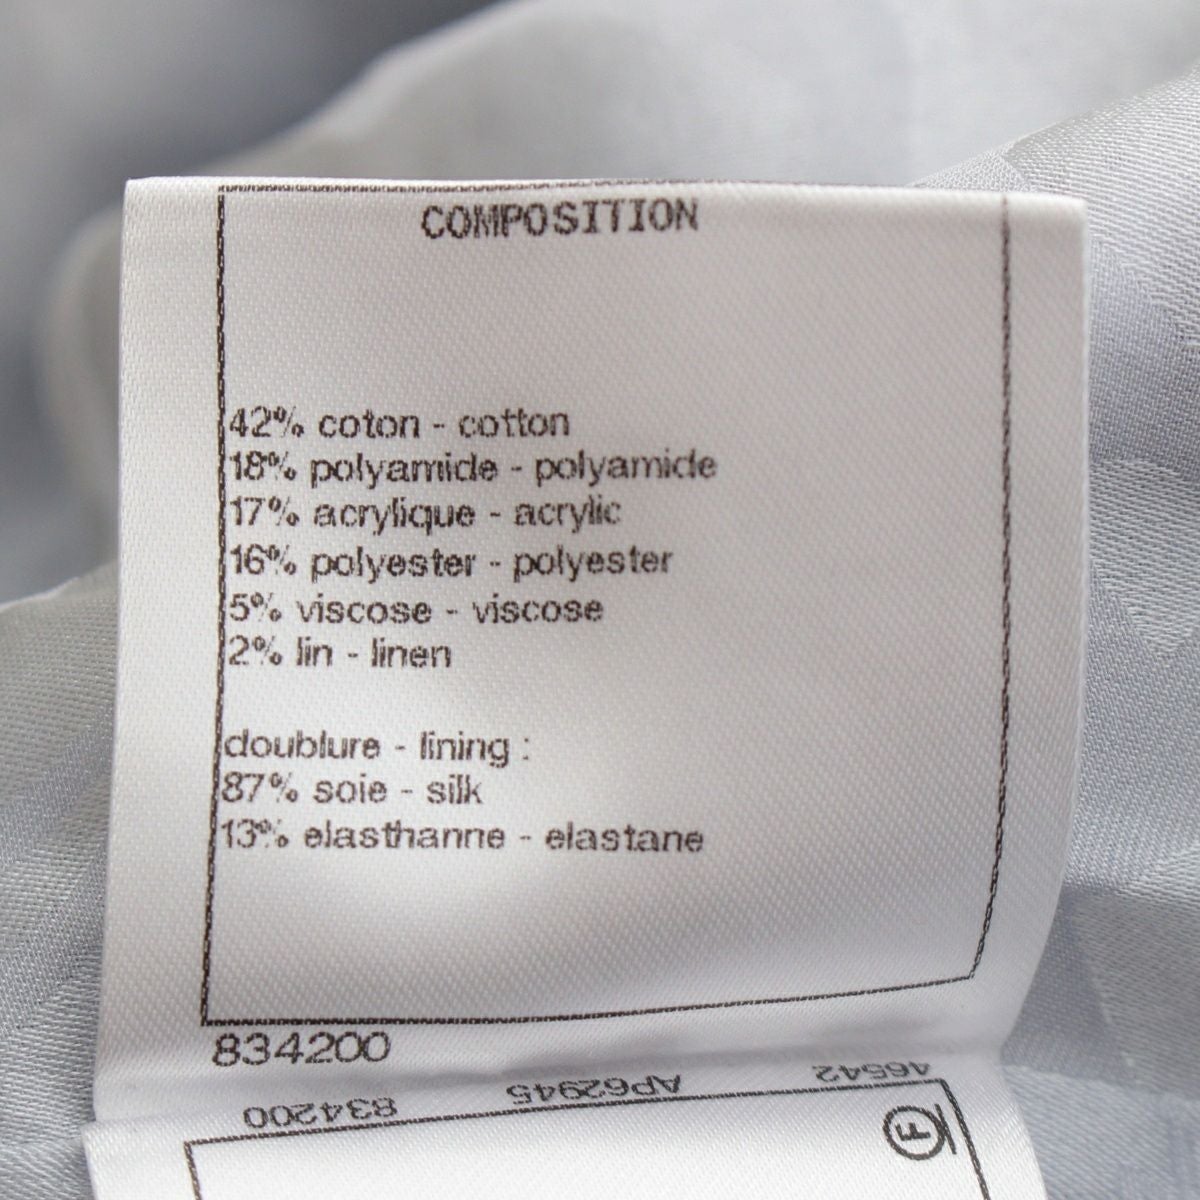 COMPOSITION
42% coton - cotton
18% polyamide - polyamide
17% acrylique - acrylic
16% polyester - polyester
5% viscose - viscose
2% lin - linen
doublure - lining :
87% soie - silk
13% elasthanne - elastane
834200
46542 AP62945 834200
F